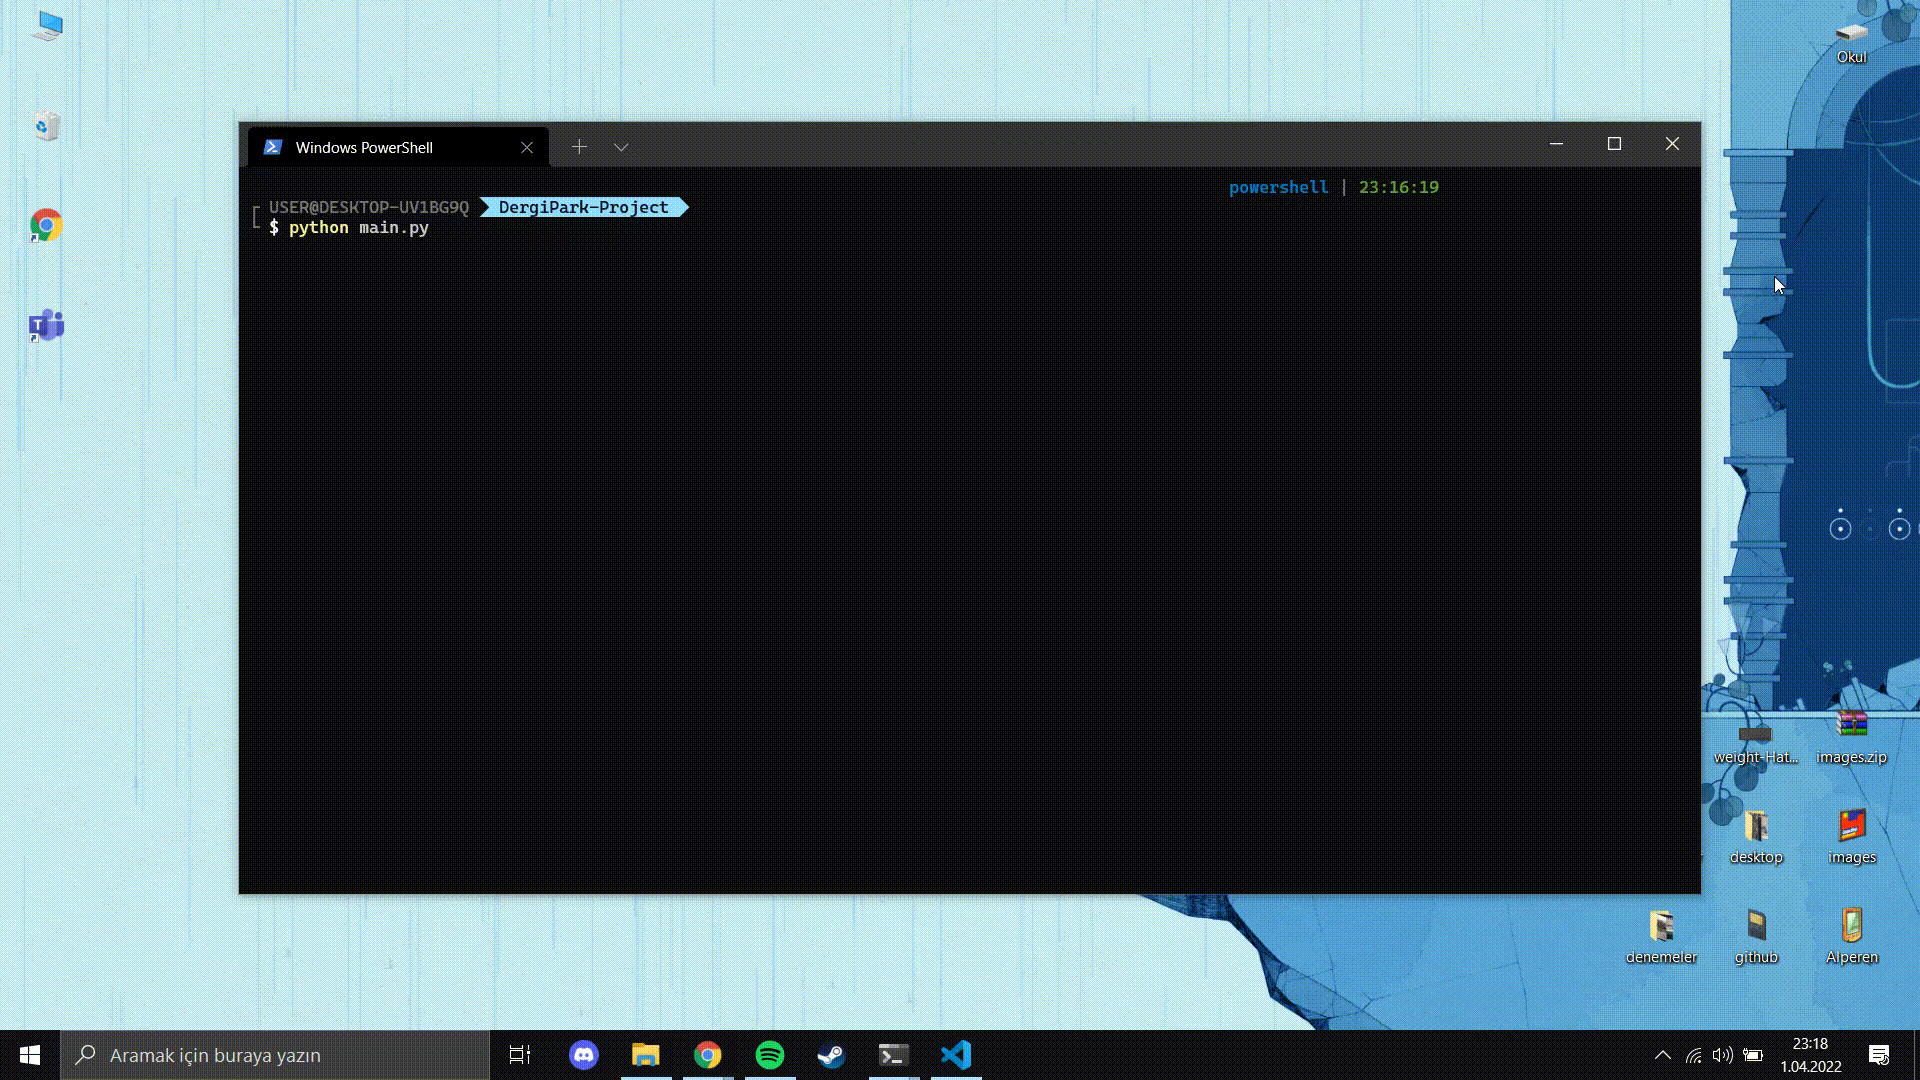 Okul
Windows PowerShell
powershell | 23:16:19
USER@DESKTOP-UV1BG9Q DergiPark-Project
$ python main.py
weight-Hat... images.zip
desktop images
denemeler github Alperen
Aramak için buraya yazın
23:18
1.04.2022